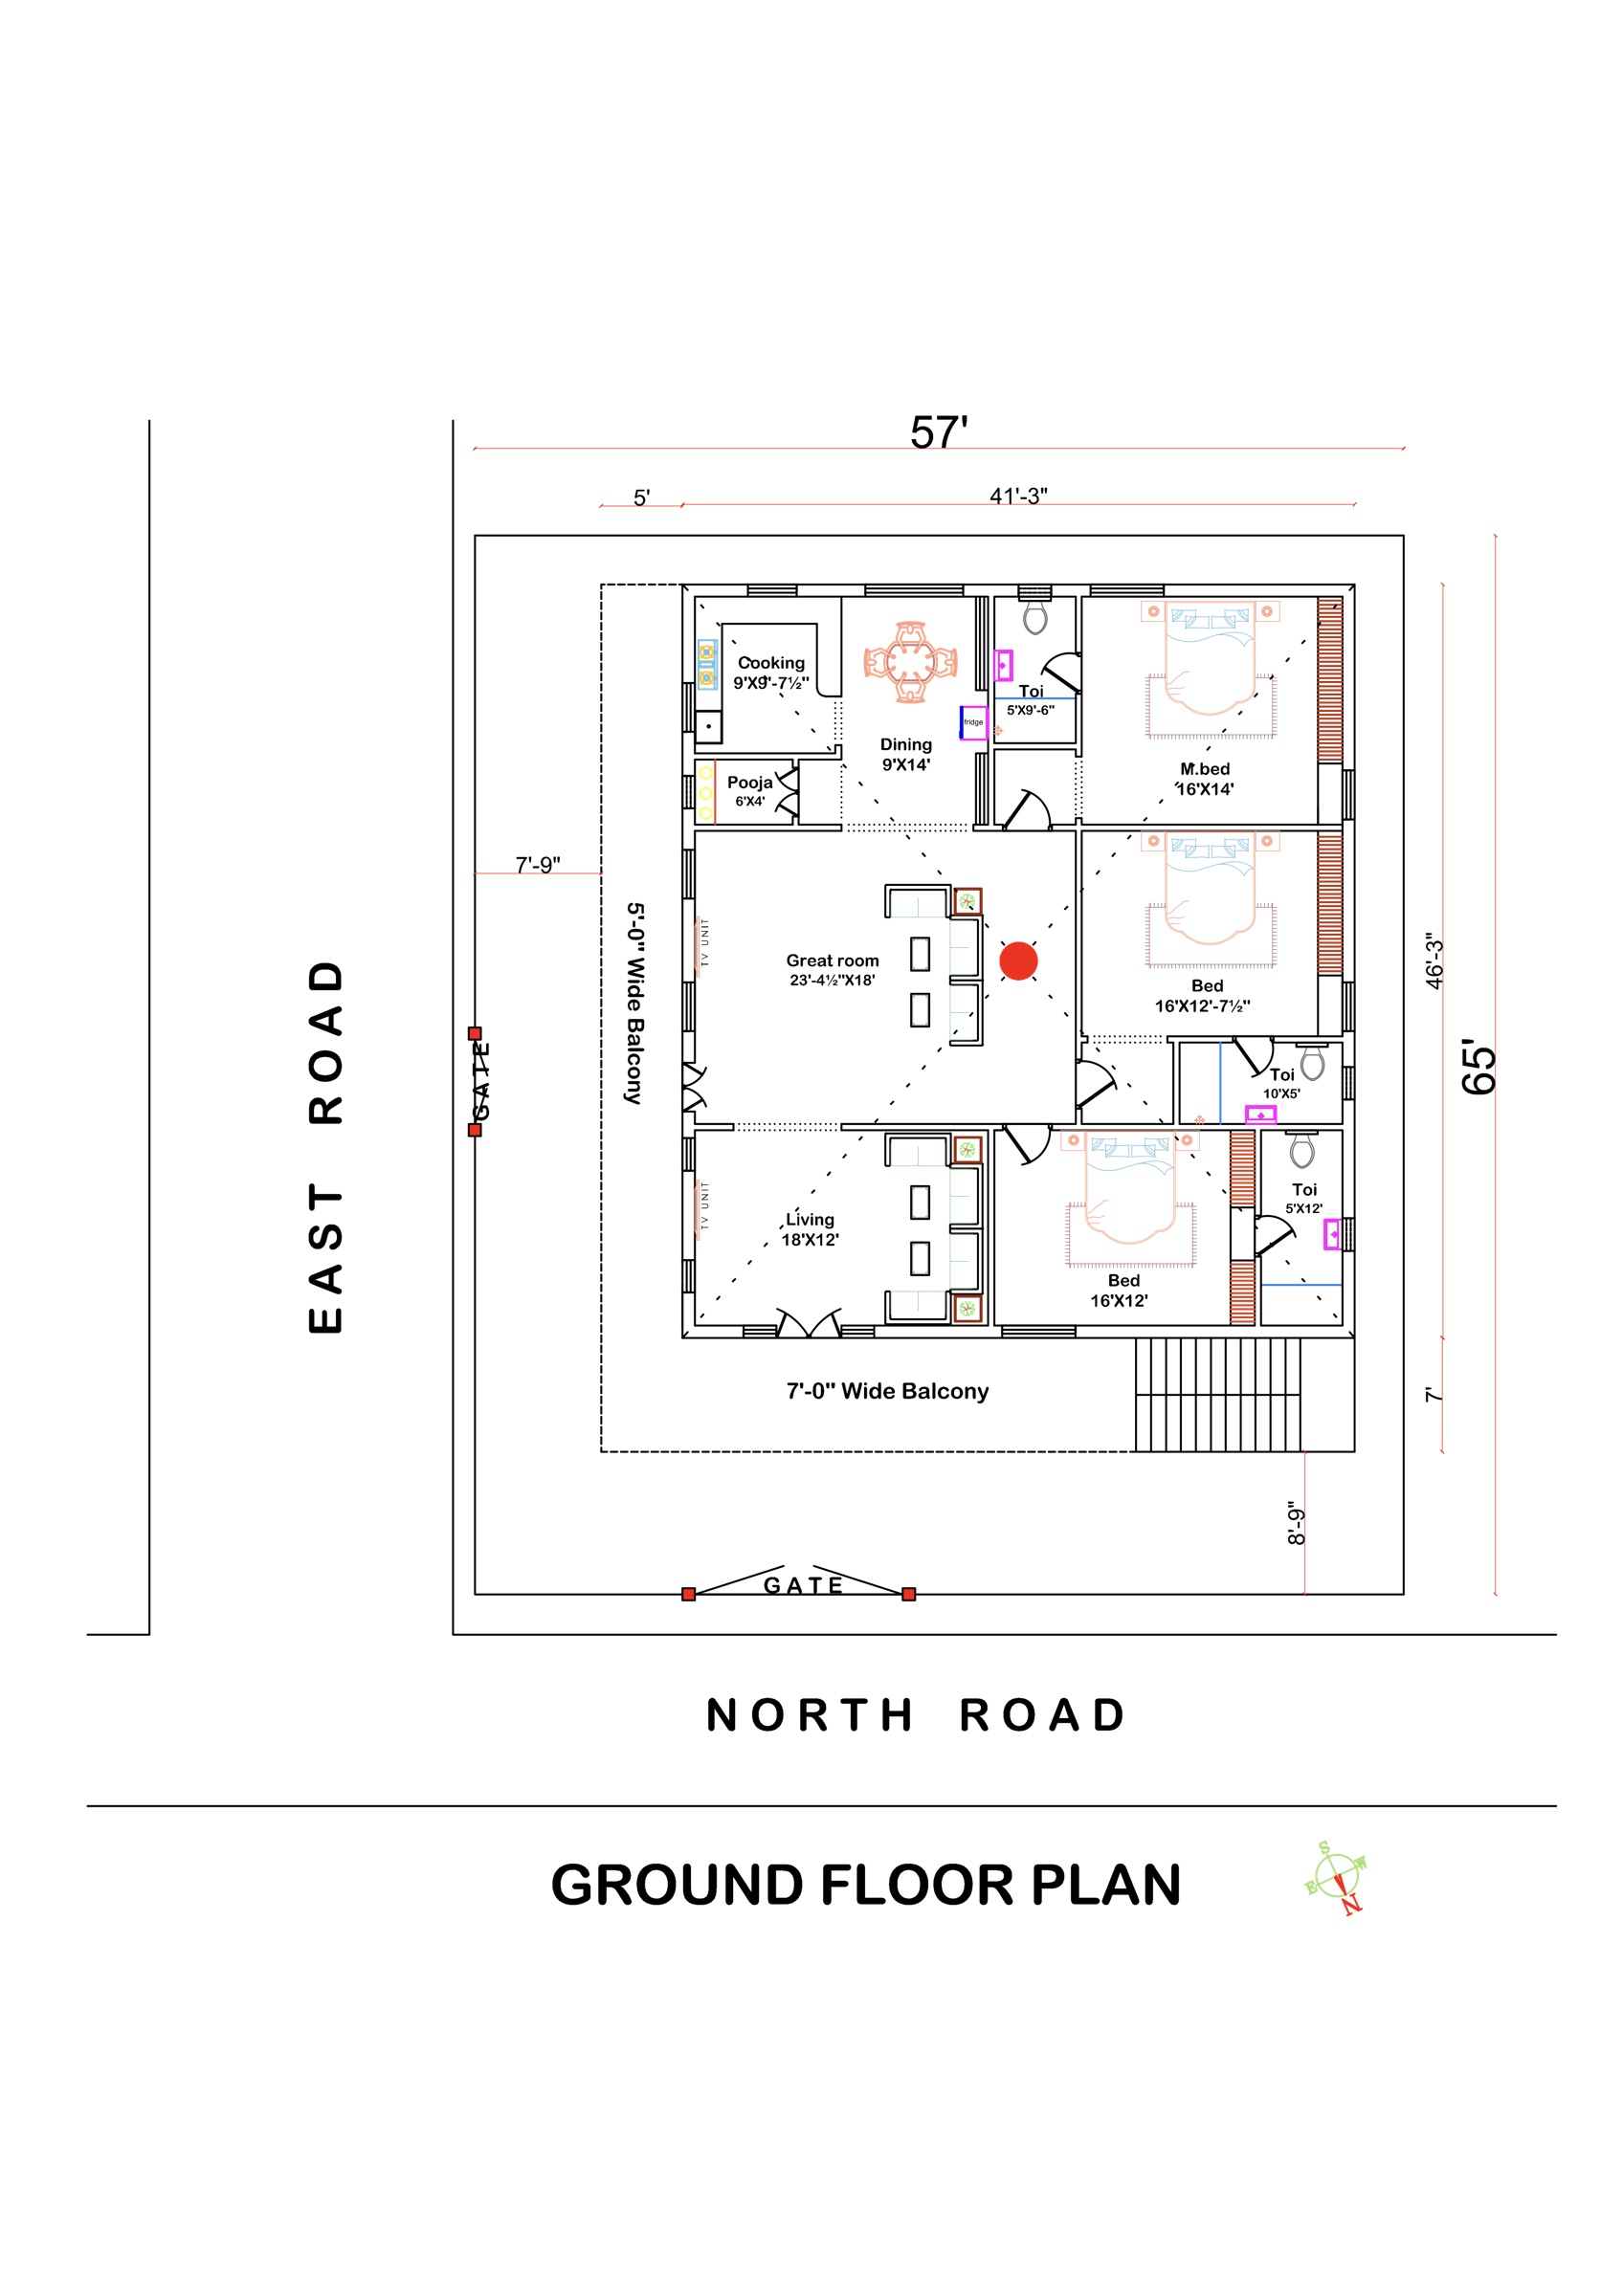 57'
5'
41'-3"
Cooking
9'X9'-7½"
Toi
5'X9'-6"
fridge
Dining
9'X14'
M.bed
16'X14'
Pooja
6'X4'
7'-9"
5'-0" Wide Balcony
TV UNIT
Great room
23'-4½"X18'
Bed
16'X12'-7½"
46'-3"
65'
EAST ROAD
GATE
Toi
10'X5'
TV UNIT
Living
18'X12'
Toi
5'X12'
Bed
16'X12'
7'-0" Wide Balcony
7'
8'-9"
GATE
NORTH ROAD
GROUND FLOOR PLAN
S
W
E
N